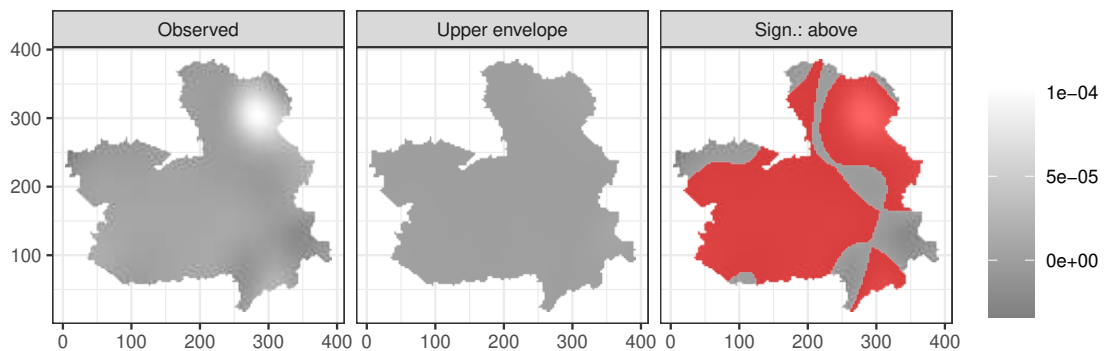 Observed Upper envelope Sign.: above
400
300
200
100
0 100 200 300 400 0 100 200 300 400 0 100 200 300 400
1e−04
5e−05
0e+00